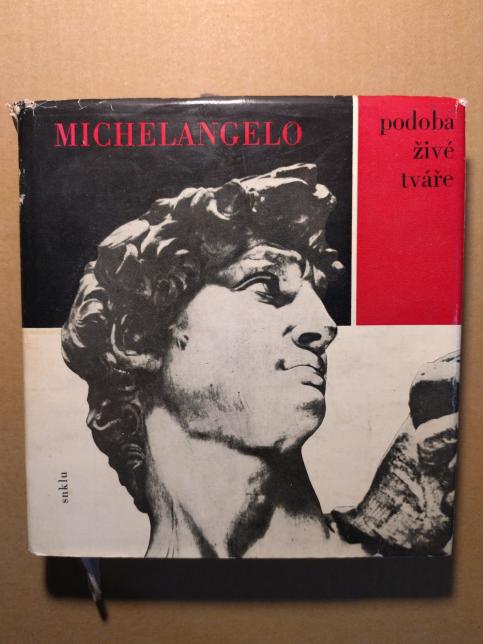 MICHELANGELO
podoba
živé
tváře
snklu